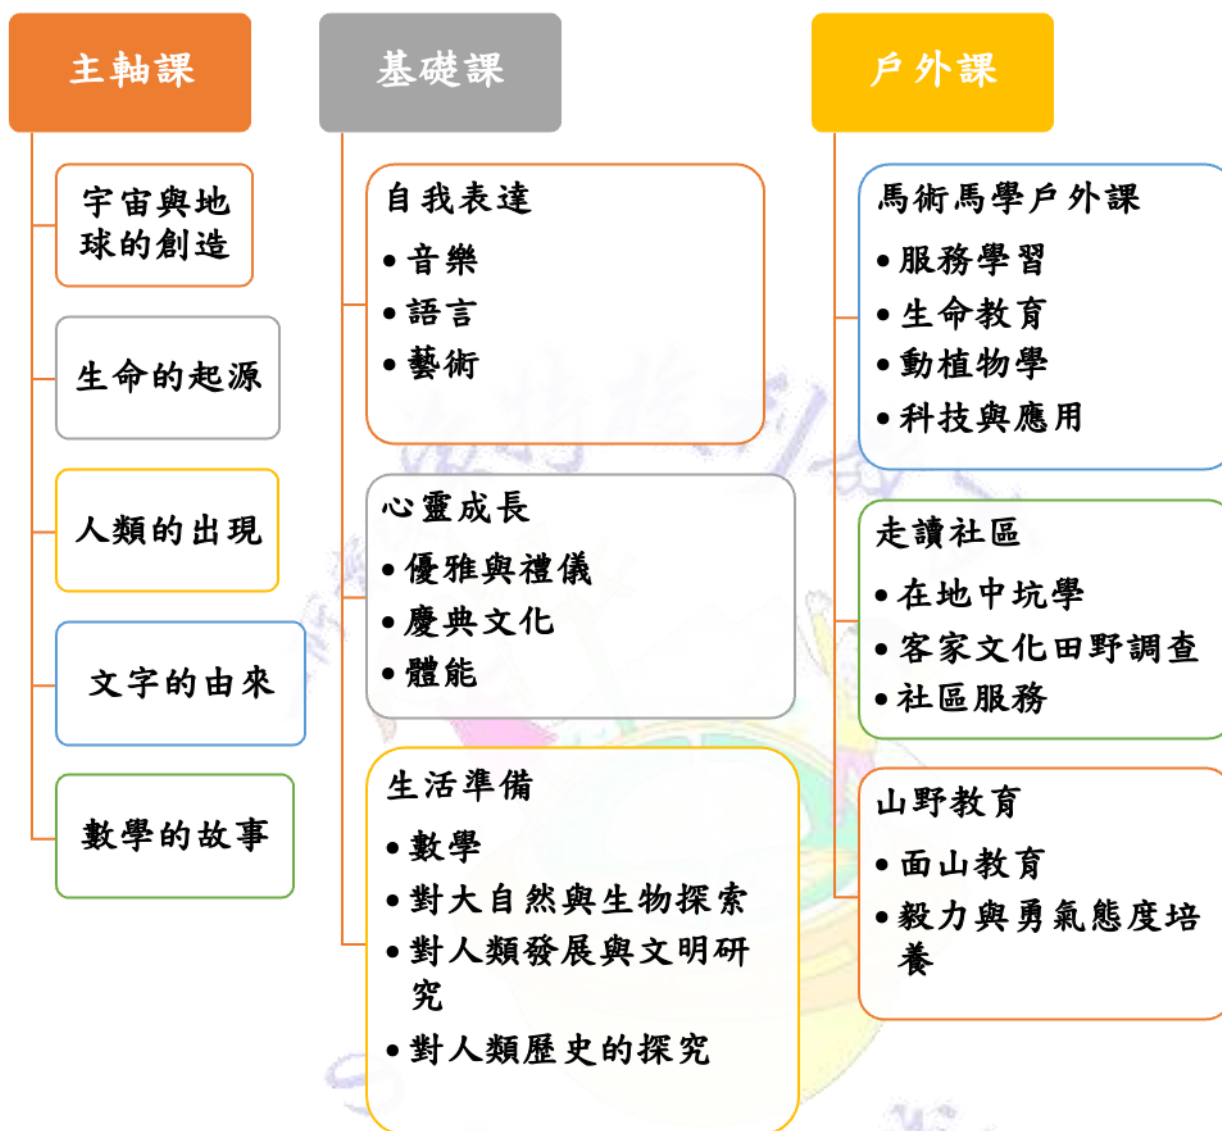 主軸課
宇宙與地
球的創造
生命的起源
人類的出現
文字的由來
數學的故事
基礎課
自我表達
•音樂
•語言
•藝術
心靈成長
•優雅與禮儀
•慶典文化
•體能
生活準備
•數學
•對大自然與生物探索
•對人類發展與文明研
究
•對人類歷史的探究
戶外課
馬術馬學戶外課
•服務學習
•生命教育
•動植物學
•科技與應用
走讀社區
•在地中坑學
•客家文化田野調查
•社區服務
山野教育
•面山教育
•毅力與勇氣態度培
養